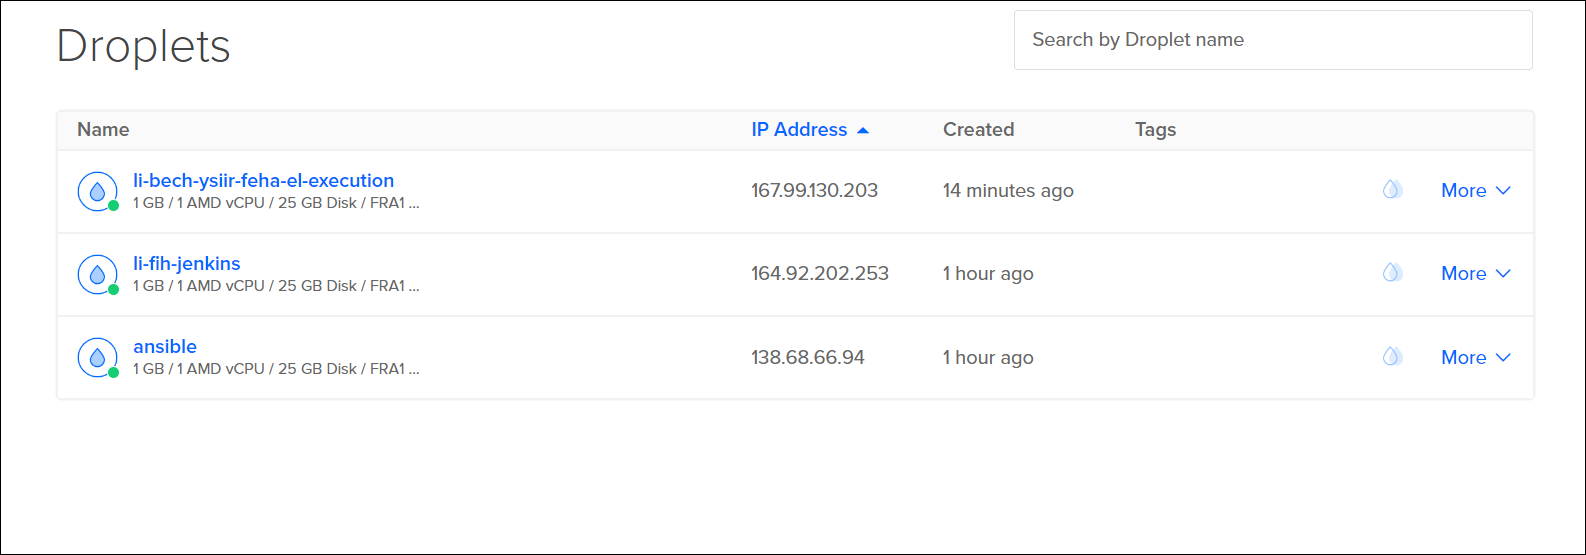 Droplets
Search by Droplet name
Name IP Address Created Tags
li-bech-ysiir-feha-el-execution
1 GB / 1 AMD vCPU / 25 GB Disk / FRA1 ...
167.99.130.203 14 minutes ago More
li-fih-jenkins
1 GB / 1 AMD vCPU / 25 GB Disk / FRA1 ...
164.92.202.253 1 hour ago More
ansible
1 GB / 1 AMD vCPU / 25 GB Disk / FRA1 ...
138.68.66.94 1 hour ago More